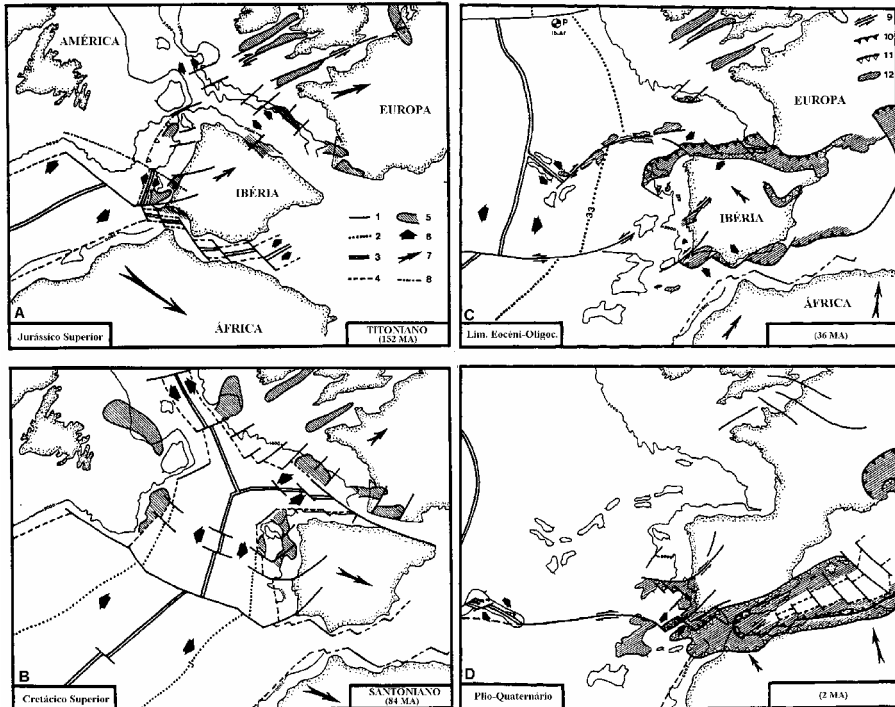 AMÉRICA
EUROPA
IBÉRIA
1
2
3
4
5
6
7
8
ÁFRICA
A
Jurássico Superior
TITONIANO
(152 MA)
P
9
10
11
12
EUROPA
33
IBÉRIA
ÁFRICA
C
Lim. Eocéni-Oligoc.
(36 MA)
B
Cretácico Superior
SANTONIANO
(84 MA)
D
Plio-Quaternário
(2 MA)